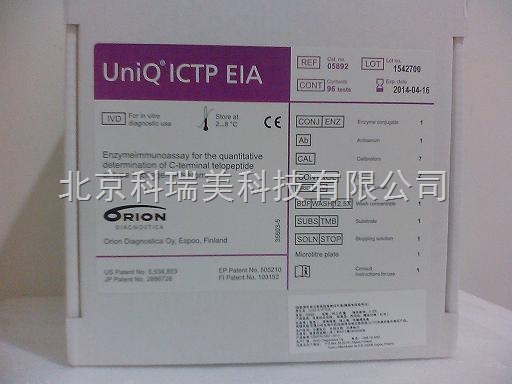 UniQ® ICTP EIA
REF
Cat. no.
05892
LOT
1542700
CONT
Contents
96 tests
Exp. date
2014-04-16
IVD
For in vitro
diagnostic use
Store at
2...8 °C
CE
Enzymeimmunoassay for the quantitative
determination of C-terminal telopeptide
ORION
DIAGNOSTICA
Orion Diagnostica Oy, Espoo, Finland
US Patent No. 5,538,853
JP Patent No. 2886728
EP Patent No. 505210
FI Patent No. 103152
35603-5
CONJ ENZ
Enzyme conjugate
1
Ab
Antiserum
1
CAL
Calibrators
7
BUF WASH 12.5X
Wash concentrate
1
SUBS TMB
Substrate
1
SOLN STOP
Stopping solution
1
Microtitre plate
1
Consult
instructions for use
1
北京科瑞美科技有限公司